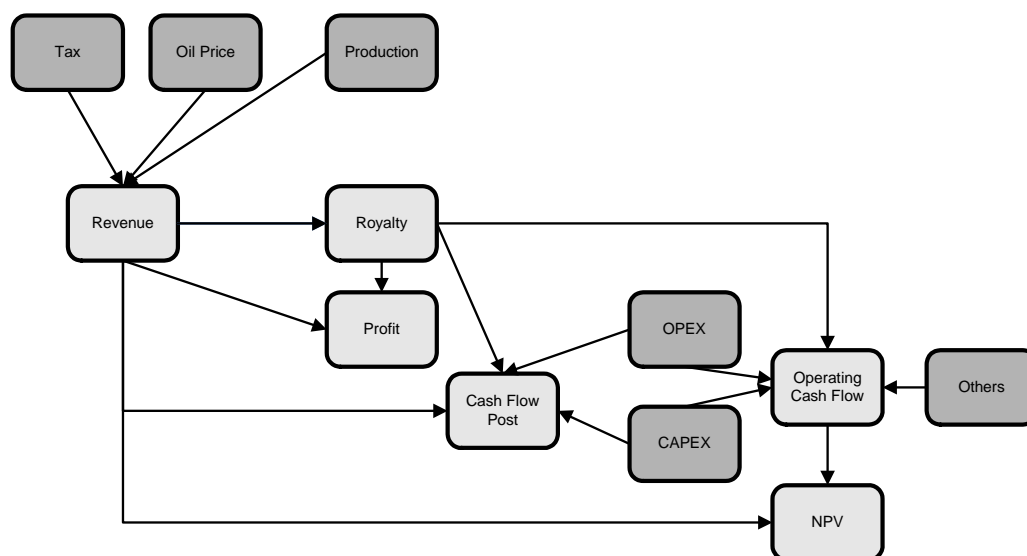 Tax
Oil Price
Production
Revenue
Royalty
Profit
OPEX
Cash Flow
Post
CAPEX
Operating
Cash Flow
Others
NPV